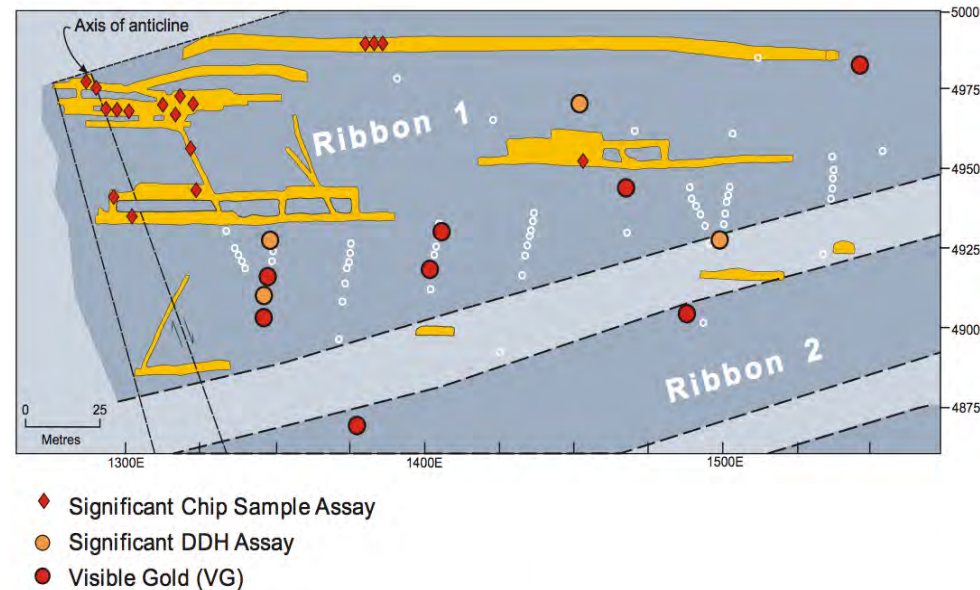 Axis of anticline
5000
4975
4950
4925
4900
4875
Ribbon 1
Ribbon 2
0 25
Metres
1300E 1400E 1500E
Significant Chip Sample Assay
Significant DDH Assay
Visible Gold (VG)